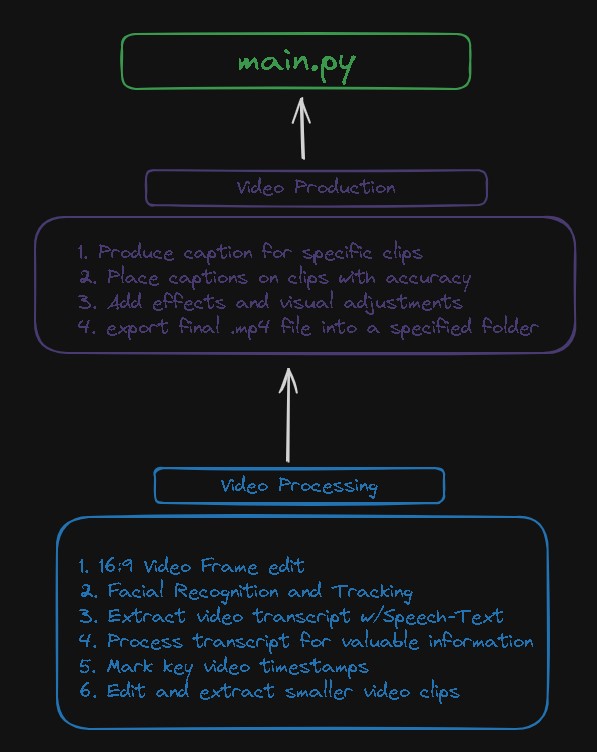 main.py
Video Production
1. Produce caption for specific clips
2. Place captions on clips with accuracy
3. Add effects and visual adjustments
4. export final .mp4 file into a specified folder
Video Processing
1. 16:9 Video Frame edit
2. Facial Recognition and Tracking
3. Extract video transcript w/Speech-Text
4. Process transcript for valuable information
5. Mark key video timestamps
6. Edit and extract smaller video clips